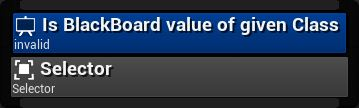 Is BlackBoard value of given Class
invalid
Selector
Selector